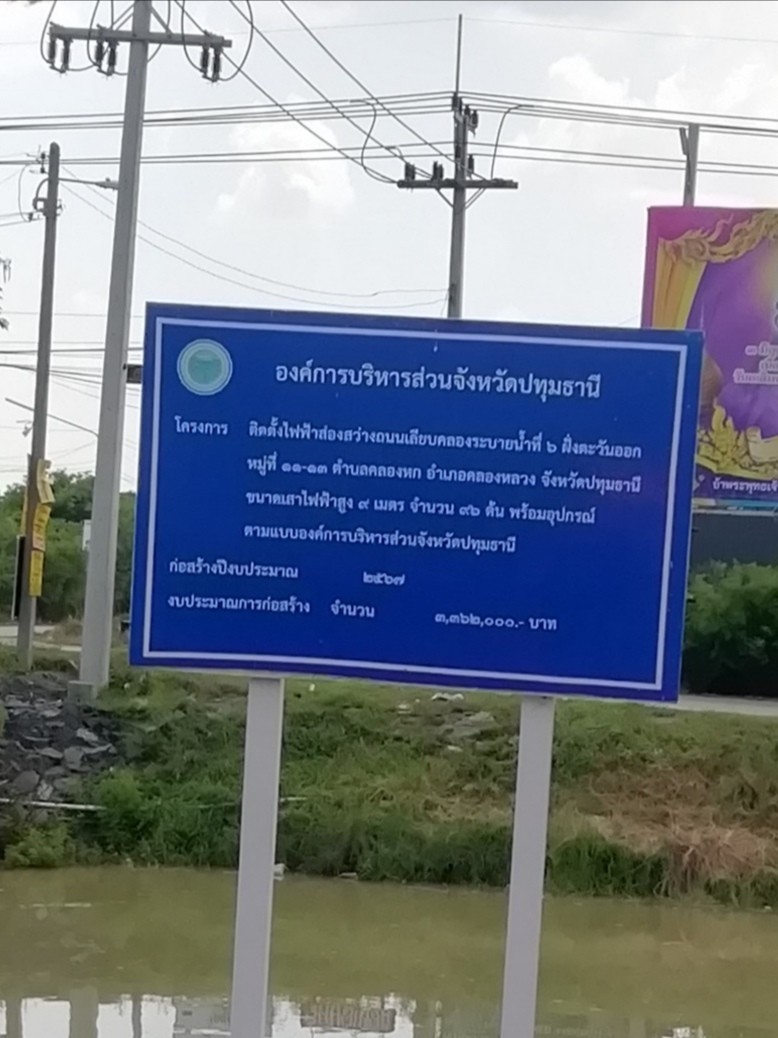 องค์การบริหารส่วนจังหวัดปทุมธานี
โครงการ ติดตั้งไฟฟ้าส่องสว่างถนนเลียบคลองระบายน้ำที่ ๖ ฝั่งตะวันออก
หมู่ที่ ๑๑-๑๓ ตำบลคลองหก อำเภอคลองหลวง จังหวัดปทุมธานี
ขนาดเสาไฟฟ้าสูง ๙ เมตร จำนวน ๙๖ ต้น พร้อมอุปกรณ์
ตามแบบองค์การบริหารส่วนจังหวัดปทุมธานี
ก่อสร้างปีงบประมาณ ๒๕๖๗
งบประมาณการก่อสร้าง จำนวน ๓,๓๖๒,๐๐๐.- บาท